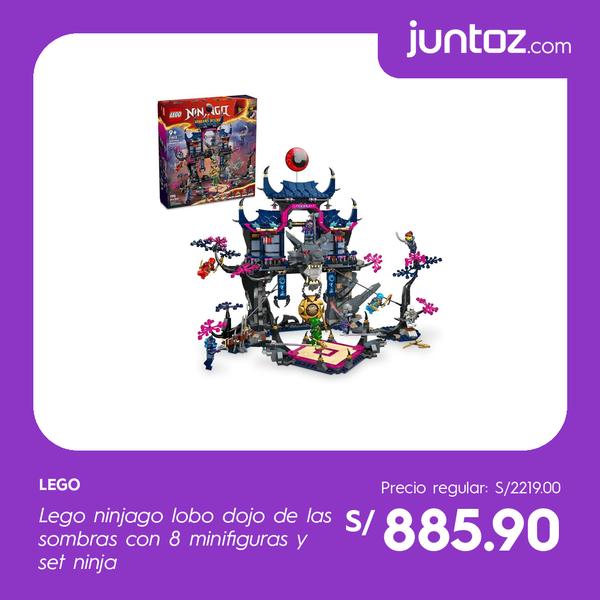 juntoz.com
LEGO NINJAGO
9+
LEGO
Precio regular: S/2219.00
Lego ninjago lobo dojo de las
sombras con 8 minifiguras y
set ninja
S/ 885.90